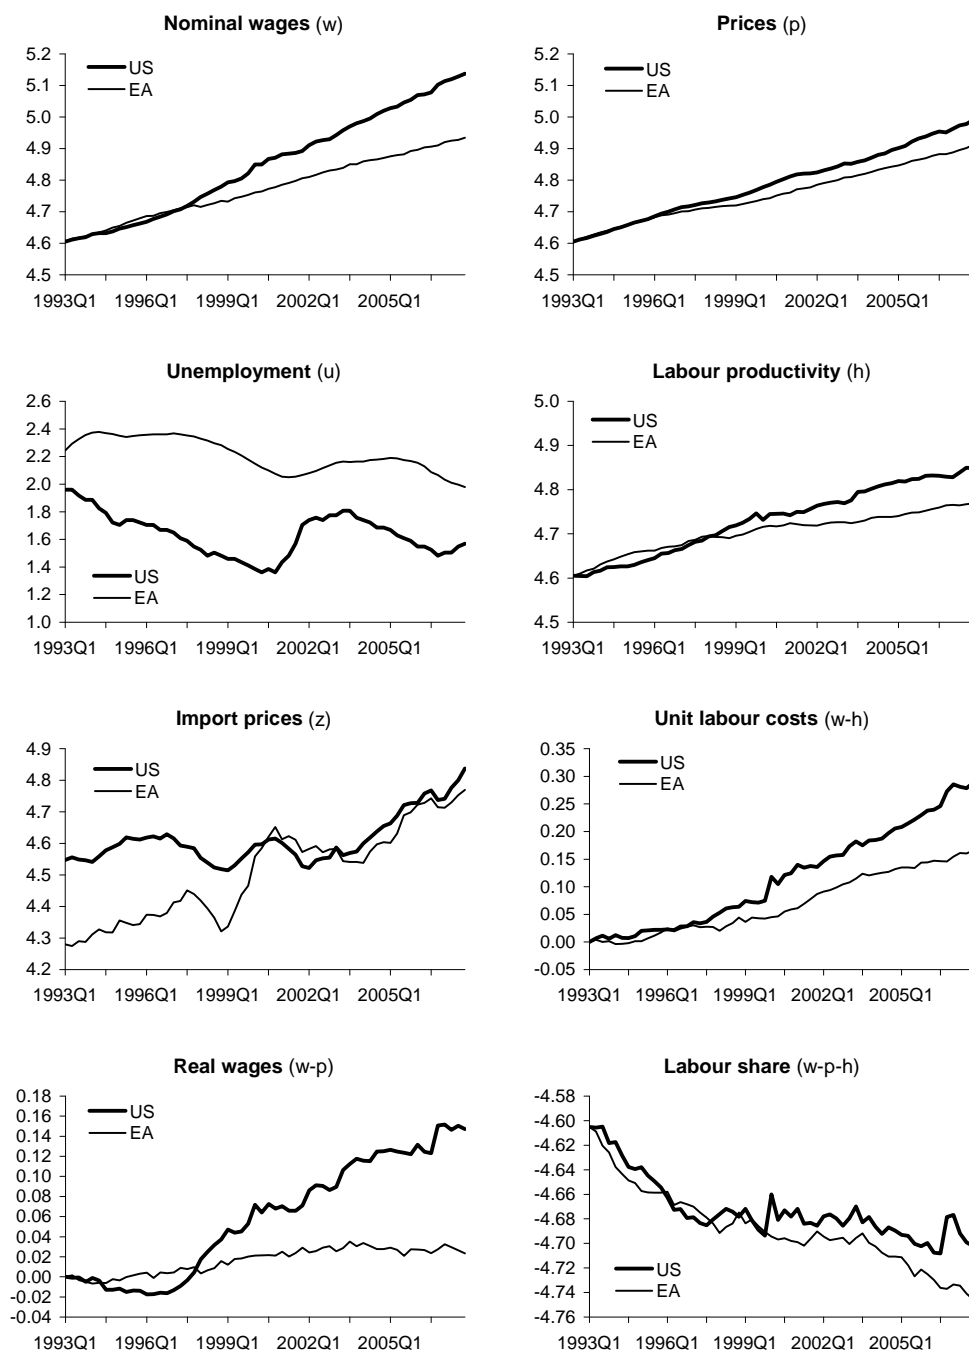 Nominal wages (w)
5.2
5.1
5.0
4.9
4.8
4.7
4.6
4.5
US
EA
1993Q1 1996Q1 1999Q1 2002Q1 2005Q1
Prices (p)
5.2
5.1
5.0
4.9
4.8
4.7
4.6
4.5
US
EA
1993Q1 1996Q1 1999Q1 2002Q1 2005Q1
Unemployment (u)
2.6
2.4
2.2
2.0
1.8
1.6
1.4
1.2
1.0
US
EA
1993Q1 1996Q1 1999Q1 2002Q1 2005Q1
Labour productivity (h)
5.0
4.9
4.8
4.7
4.6
4.5
US
EA
1993Q1 1996Q1 1999Q1 2002Q1 2005Q1
Import prices (z)
4.9
4.8
4.7
4.6
4.5
4.4
4.3
4.2
US
EA
1993Q1 1996Q1 1999Q1 2002Q1 2005Q1
Unit labour costs (w-h)
0.35
0.30
0.25
0.20
0.15
0.10
0.05
0.00
-0.05
US
EA
1993Q1 1996Q1 1999Q1 2002Q1 2005Q1
Real wages (w-p)
0.18
0.16
0.14
0.12
0.10
0.08
0.06
0.04
0.02
0.00
-0.02
-0.04
US
EA
1993Q1 1996Q1 1999Q1 2002Q1 2005Q1
Labour share (w-p-h)
-4.58
-4.60
-4.62
-4.64
-4.66
-4.68
-4.70
-4.72
-4.74
-4.76
US
EA
1993Q1 1996Q1 1999Q1 2002Q1 2005Q1